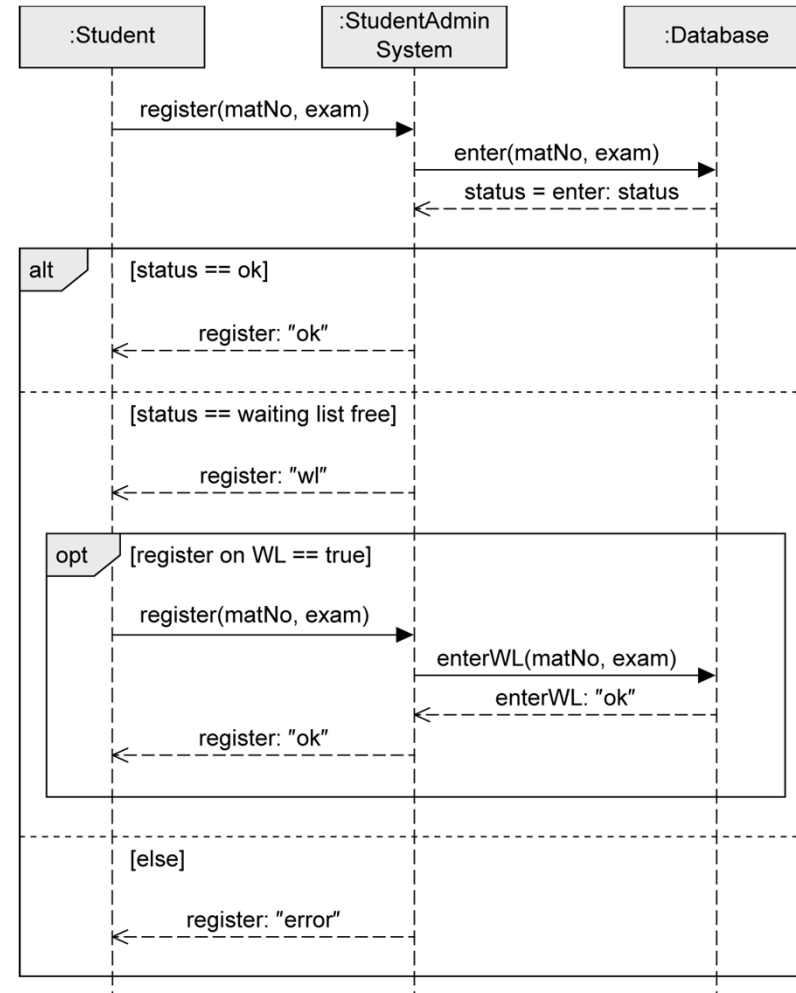 :Student
:StudentAdmin
System
:Database
register(matNo, exam)
enter(matNo, exam)
status = enter: status
alt
[status == ok]
register: "ok"
[status == waiting list free]
register: "wl"
opt
[register on WL == true]
register(matNo, exam)
enterWL(matNo, exam)
enterWL: "ok"
register: "ok"
[else]
register: "error"